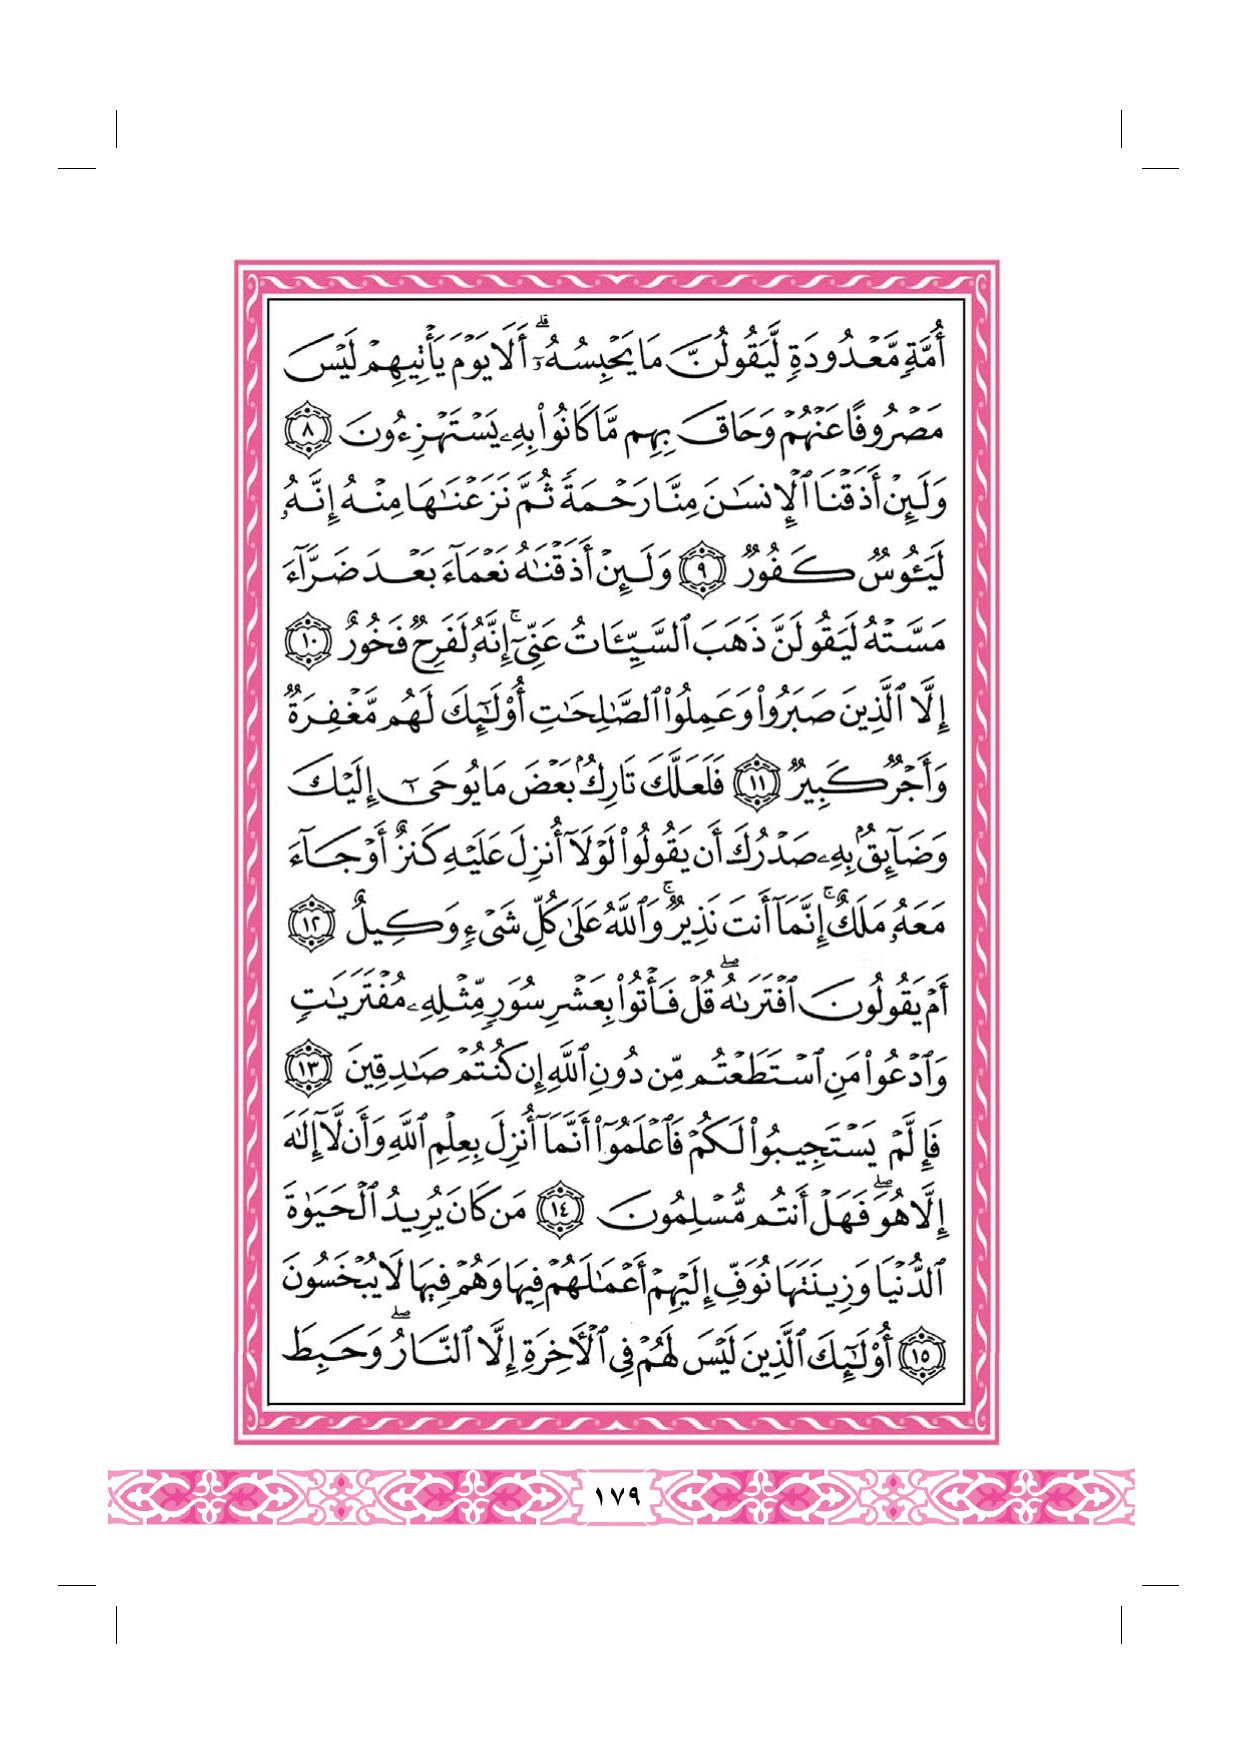 أُمَّةٍ مَّعۡدُودَةٍ لَّيَقُولُنَّ مَا يَحۡبِسُهُۥٓۗ أَلَا يَوۡمَ يَأۡتِيهِمۡ لَيۡسَ
مَصۡرُوفًا عَنۡهُمۡ وَحَاقَ بِهِم مَّا كَانُواْ بِهِۦ يَسۡتَهۡزِءُونَ ٨
وَلَئِنۡ أَذَقۡنَا ٱلۡإِنسَٰنَ مِنَّا رَحۡمَةٗ ثُمَّ نَزَعۡنَٰهَا مِنۡهُ إِنَّهُۥ
لَيَـُٔوسٞ كَفُورٞ ٩ وَلَئِنۡ أَذَقۡنَٰهُ نَعۡمَآءَ بَعۡدَ ضَرَّآءَ
مَسَّتۡهُ لَيَقُولَنَّ ذَهَبَ ٱلسَّيِّـَٔاتُ عَنِّيٓۚ إِنَّهُۥ لَفَرِحٞ فَخُورٌ ١٠
إِلَّا ٱلَّذِينَ صَبَرُواْ وَعَمِلُواْ ٱلصَّٰلِحَٰتِ أُوْلَٰٓئِكَ لَهُم مَّغۡفِرَةٞ
وَأَجۡرٞ كَبِيرٞ ١١ فَلَعَلَّكَ تَارِكُۢ بَعۡضَ مَا يُوحَىٰٓ إِلَيۡكَ
وَضَآئِقُۢ بِهِۦ صَدۡرُكَ أَن يَقُولُواْ لَوۡلَآ أُنزِلَ عَلَيۡهِ كَنزٌ أَوۡ جَآءَ
مَعَهُۥ مَلَكٌۚ إِنَّمَآ أَنتَ نَذِيرٞۚ وَٱللَّهُ عَلَىٰ كُلِّ شَيۡءٖ وَكِيلٌ ١٢
أَمۡ يَقُولُونَ ٱفۡتَرَىٰهُۖ قُلۡ فَأۡتُواْ بِعَشۡرِ سُوَرٖ مِّثۡلِهِۦ مُفۡتَرَيَٰتٖ
وَٱدۡعُواْ مَنِ ٱسۡتَطَعۡتُم مِّن دُونِ ٱللَّهِ إِن كُنتُمۡ صَٰدِقِينَ ١٣
فَإِلَّمۡ يَسۡتَجِيبُواْ لَكُمۡ فَٱعۡلَمُوٓاْ أَنَّمَآ أُنزِلَ بِعِلۡمِ ٱللَّهِ وَأَن لَّآ إِلَٰهَ
إِلَّا هُوَۖ فَهَلۡ أَنتُم مُّسۡلِمُونَ ١٤ مَن كَانَ يُرِيدُ ٱلۡحَيَوٰةَ
ٱلدُّنۡيَا وَزِينَتَهَا نُوَفِّ إِلَيۡهِمۡ أَعۡمَٰلَهُمۡ فِيهَا وَهُمۡ فِيهَا لَا يُبۡخَسُونَ
١٥ أُوْلَٰٓئِكَ ٱلَّذِينَ لَيۡسَ لَهُمۡ فِي ٱلۡأٓخِرَةِ إِلَّا ٱلنَّارُۖ وَحَبِطَ
١٧٩